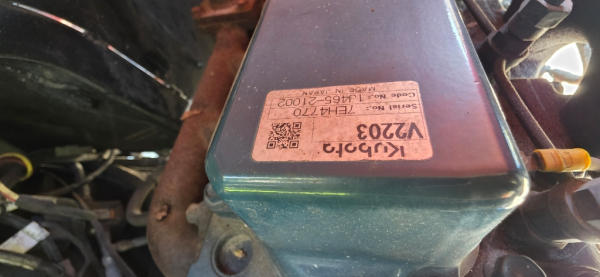 Kubota
V2203
Serial No.: 7EH4770
Code No.: 1J465-21002
MADE IN JAPAN